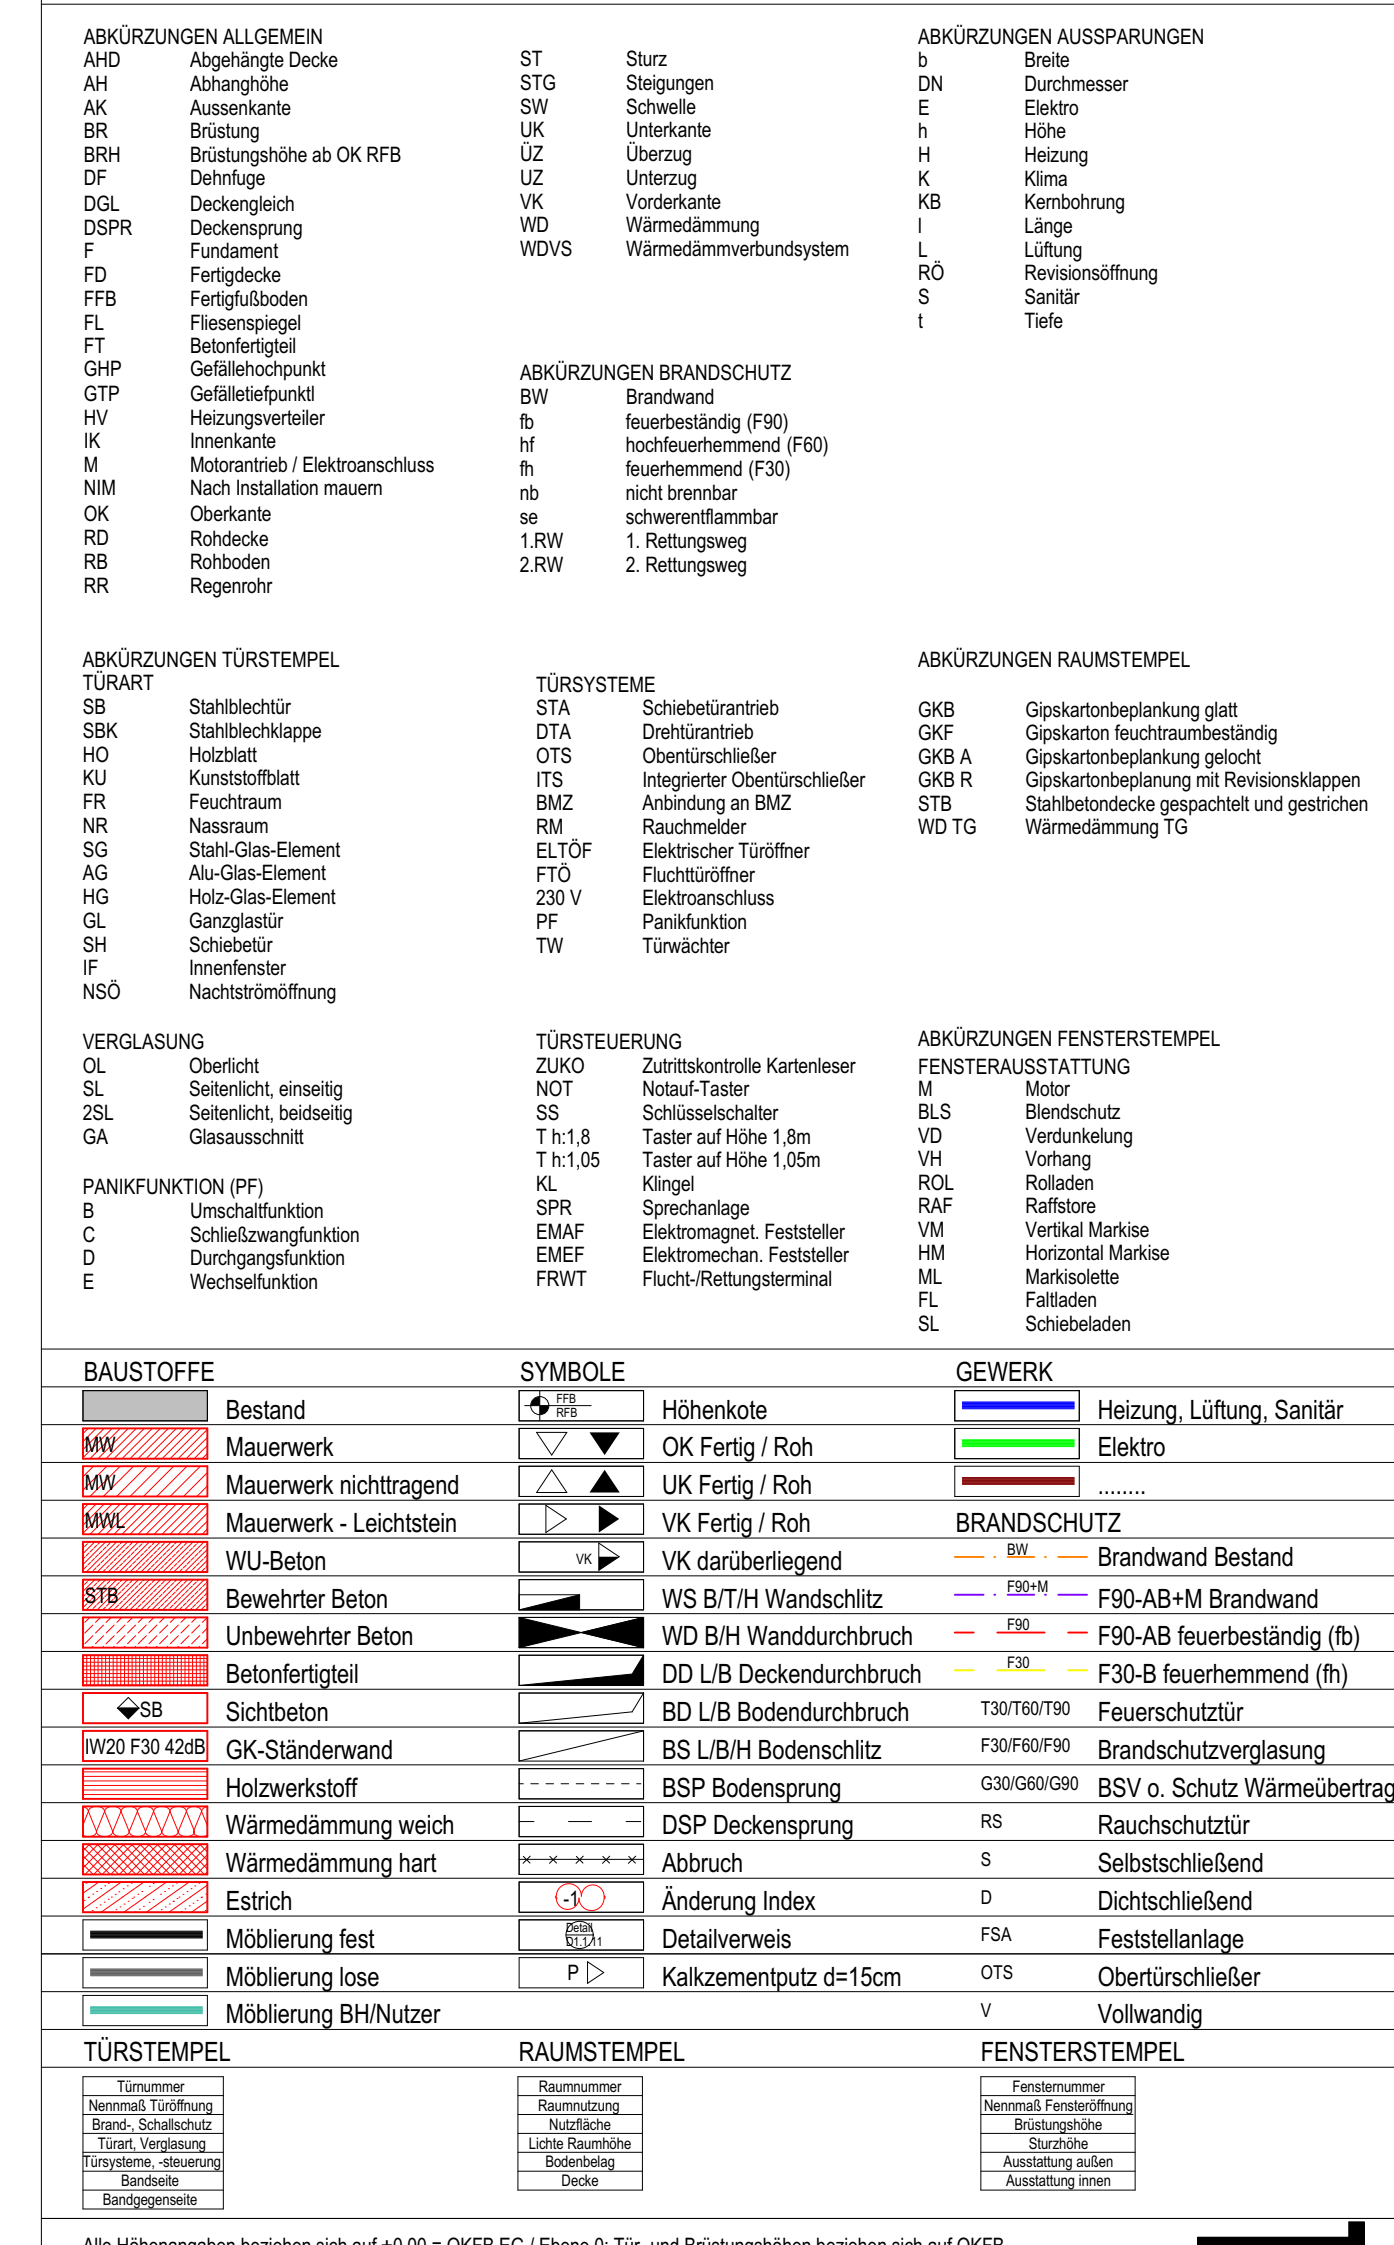 ABKÜRZUNGEN ALLGEMEIN
AHD Abgehängte Decke
AH Abhanghöhe
AK Aussenkante
BR Brüstung
BRH Brüstungshöhe ab OK RFB
DF Dehnfuge
DGL Deckengleich
DSPR Deckensprung
F Fundament
FD Fertigdecke
FFB Fertigfußboden
FL Fliesenspiegel
FT Betonfertigteil
GHP Gefällehochpunkt
GTP Gefälletiefpunktl
HV Heizungsverteiler
IK Innenkante
M Motorantrieb / Elektroanschluss
NIM Nach Installation mauern
OK Oberkante
RD Rohdecke
RB Rohboden
RR Regenrohr
ST Sturz
STG Steigungen
SW Schwelle
UK Unterkante
ÜZ Überzug
UZ Unterzug
VK Vorderkante
WD Wärmedämmung
WDVS Wärmedämmverbundsystem
ABKÜRZUNGEN BRANDSCHUTZ
BW Brandwand
fb feuerbeständig (F90)
hf hochfeuerhemmend (F60)
fh feuerhemmend (F30)
nb nicht brennbar
se schwerentflammbar
1.RW 1. Rettungsweg
2.RW 2. Rettungsweg
ABKÜRZUNGEN AUSSPARUNGEN
b Breite
DN Durchmesser
E Elektro
h Höhe
H Heizung
K Klima
KB Kernbohrung
l Länge
L Lüftung
RÖ Revisionsöffnung
S Sanitär
t Tiefe
ABKÜRZUNGEN TÜRSTEMPEL
TÜRART
SB Stahlblechtür
SBK Stahlblechklappe
HO Holzblatt
KU Kunststoffblatt
FR Feuchtraum
NR Nassraum
SG Stahl-Glas-Element
AG Alu-Glas-Element
HG Holz-Glas-Element
GL Ganzglastür
SH Schiebetür
IF Innenfenster
NSÖ Nachtströmöffnung
VERGLASUNG
OL Oberlicht
SL Seitenlicht, einseitig
2SL Seitenlicht, beidseitig
GA Glasausschnitt
PANIKFUNKTION (PF)
B Umschaltfunktion
C Schließzwangfunktion
D Durchgangsfunktion
E Wechselfunktion
TÜRSYSTEME
STA Schiebetürantrieb
DTA Drehtürantrieb
OTS Obentürschließer
ITS Integrierter Obentürschließer
BMZ Anbindung an BMZ
RM Rauchmelder
ELTÖF Elektrischer Türöffner
FTÖ Fluchttüröffner
230 V Elektroanschluss
PF Panikfunktion
TW Türwächter
TÜRSTEUERUNG
ZUKO Zutrittskontrolle Kartenleser
NOT Notauf-Taster
SS Schlüsselschalter
T h:1,8 Taster auf Höhe 1,8m
T h:1,05 Taster auf Höhe 1,05m
KL Klingel
SPR Sprechanlage
EMAF Elektromagnet. Feststeller
EMEF Elektromechan. Feststeller
FRWT Flucht-/Rettungsterminal
ABKÜRZUNGEN RAUMSTEMPEL
GKB Gipskartonbeplankung glatt
GKF Gipskarton feuchtraumbeständig
GKB A Gipskartonbeplankung gelocht
GKB R Gipskartonbeplanung mit Revisionsklappen
STB Stahlbetondecke gespachtelt und gestrichen
WD TG Wärmedämmung TG
ABKÜRZUNGEN FENSTERSTEMPEL
FENSTERAUSSTATTUNG
M Motor
BLS Blendschutz
VD Verdunkelung
VH Vorhang
ROL Rolladen
RAF Raffstore
VM Vertikal Markise
HM Horizontal Markise
ML Markisolette
FL Faltladen
SL Schiebeladen
BAUSTOFFE
Bestand
MW Mauerwerk
MW Mauerwerk nichttragend
MWL Mauerwerk - Leichtstein
WU-Beton
STB Bewehrter Beton
Unbewehrter Beton
Betonfertigteil
SB Sichtbeton
IW20 F30 42dB GK-Ständerwand
Holzwerkstoff
Wärmedämmung weich
Wärmedämmung hart
Estrich
Möblierung fest
Möblierung lose
Möblierung BH/Nutzer
SYMBOLE
FFB
RFB
Höhenkote
OK Fertig / Roh
UK Fertig / Roh
VK Fertig / Roh
VK VK darüberliegend
WS B/T/H Wandschlitz
WD B/H Wanddurchbruch
DD L/B Deckendurchbruch
BD L/B Bodendurchbruch
BS L/B/H Bodenschlitz
BSP Bodensprung
DSP Deckensprung
Abbruch
-1 Änderung Index
Detail
D1.1/11
Detailverweis
P Kalkzementputz d=15cm
GEWERK
Heizung, Lüftung, Sanitär
Elektro
........
BRANDSCHUTZ
BW Brandwand Bestand
F90+M F90-AB+M Brandwand
F90 F90-AB feuerbeständig (fb)
F30 F30-B feuerhemmend (fh)
T30/T60/T90 Feuerschutztür
F30/F60/F90 Brandschutzverglasung
G30/G60/G90 BSV o. Schutz Wärmeübertrag
RS Rauchschutztür
S Selbstschließend
D Dichtschließend
FSA Feststellanlage
OTS Obertürschließer
V Vollwandig
TÜRSTEMPEL
Türnummer
Nennmaß Türöffnung
Brand-, Schallschutz
Türart, Verglasung
Türsysteme, -steuerung
Bandseite
Bandgegenseite
RAUMSTEMPEL
Raumnummer
Raumnutzung
Nutzfläche
Lichte Raumhöhe
Bodenbelag
Decke
FENSTERSTEMPEL
Fensternummer
Nennmaß Fensteröffnung
Brüstungshöhe
Sturzhöhe
Ausstattung außen
Ausstattung innen
Alle Höhenangaben beziehen sich auf ±0.00 = OKFB EG / Ebene 0; Tür- und Brüstungshöhen beziehen sich auf OKFB